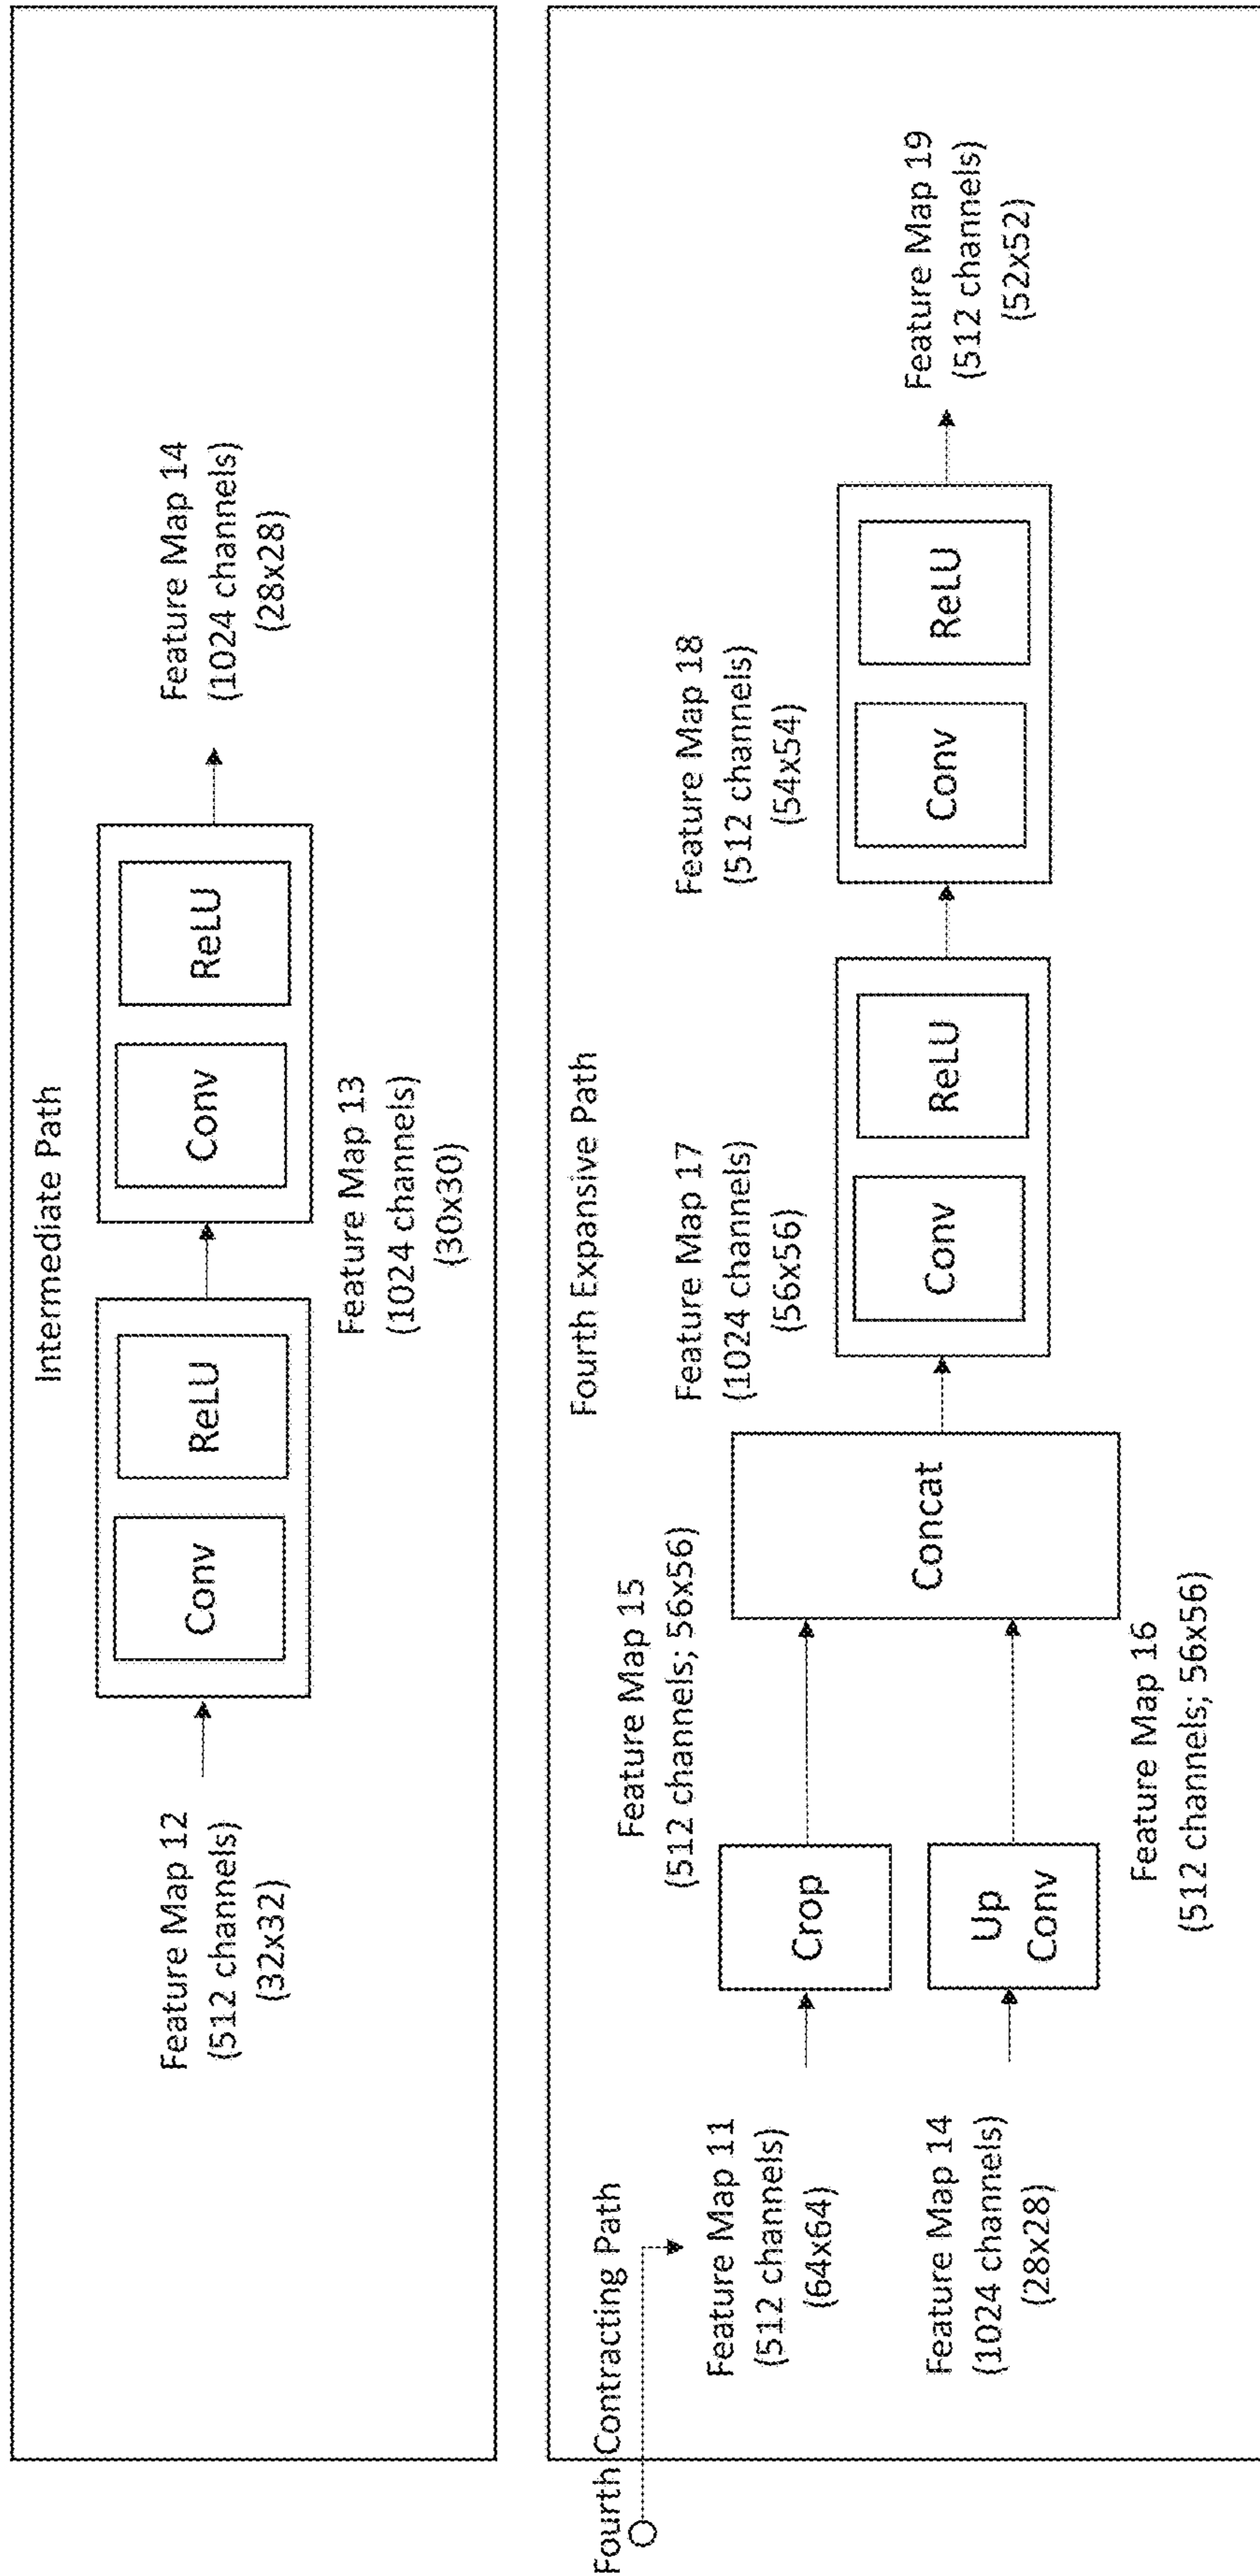 Intermediate Path
Feature Map 12
(512 channels)
(32x32)
Conv
ReLU
Feature Map 13
(1024 channels)
(30x30)
Conv
ReLU
Feature Map 14
(1024 channels)
(28x28)
Fourth Expansive Path
Fourth Contracting Path
Feature Map 11
(512 channels)
(64x64)
Feature Map 14
(1024 channels)
(28x28)
Crop
Up
Conv
Feature Map 15
(512 channels; 56x56)
Feature Map 16
(512 channels; 56x56)
Concat
Feature Map 17
(1024 channels)
(56x56)
Conv
ReLU
Feature Map 18
(512 channels)
(54x54)
Conv
ReLU
Feature Map 19
(512 channels)
(52x52)